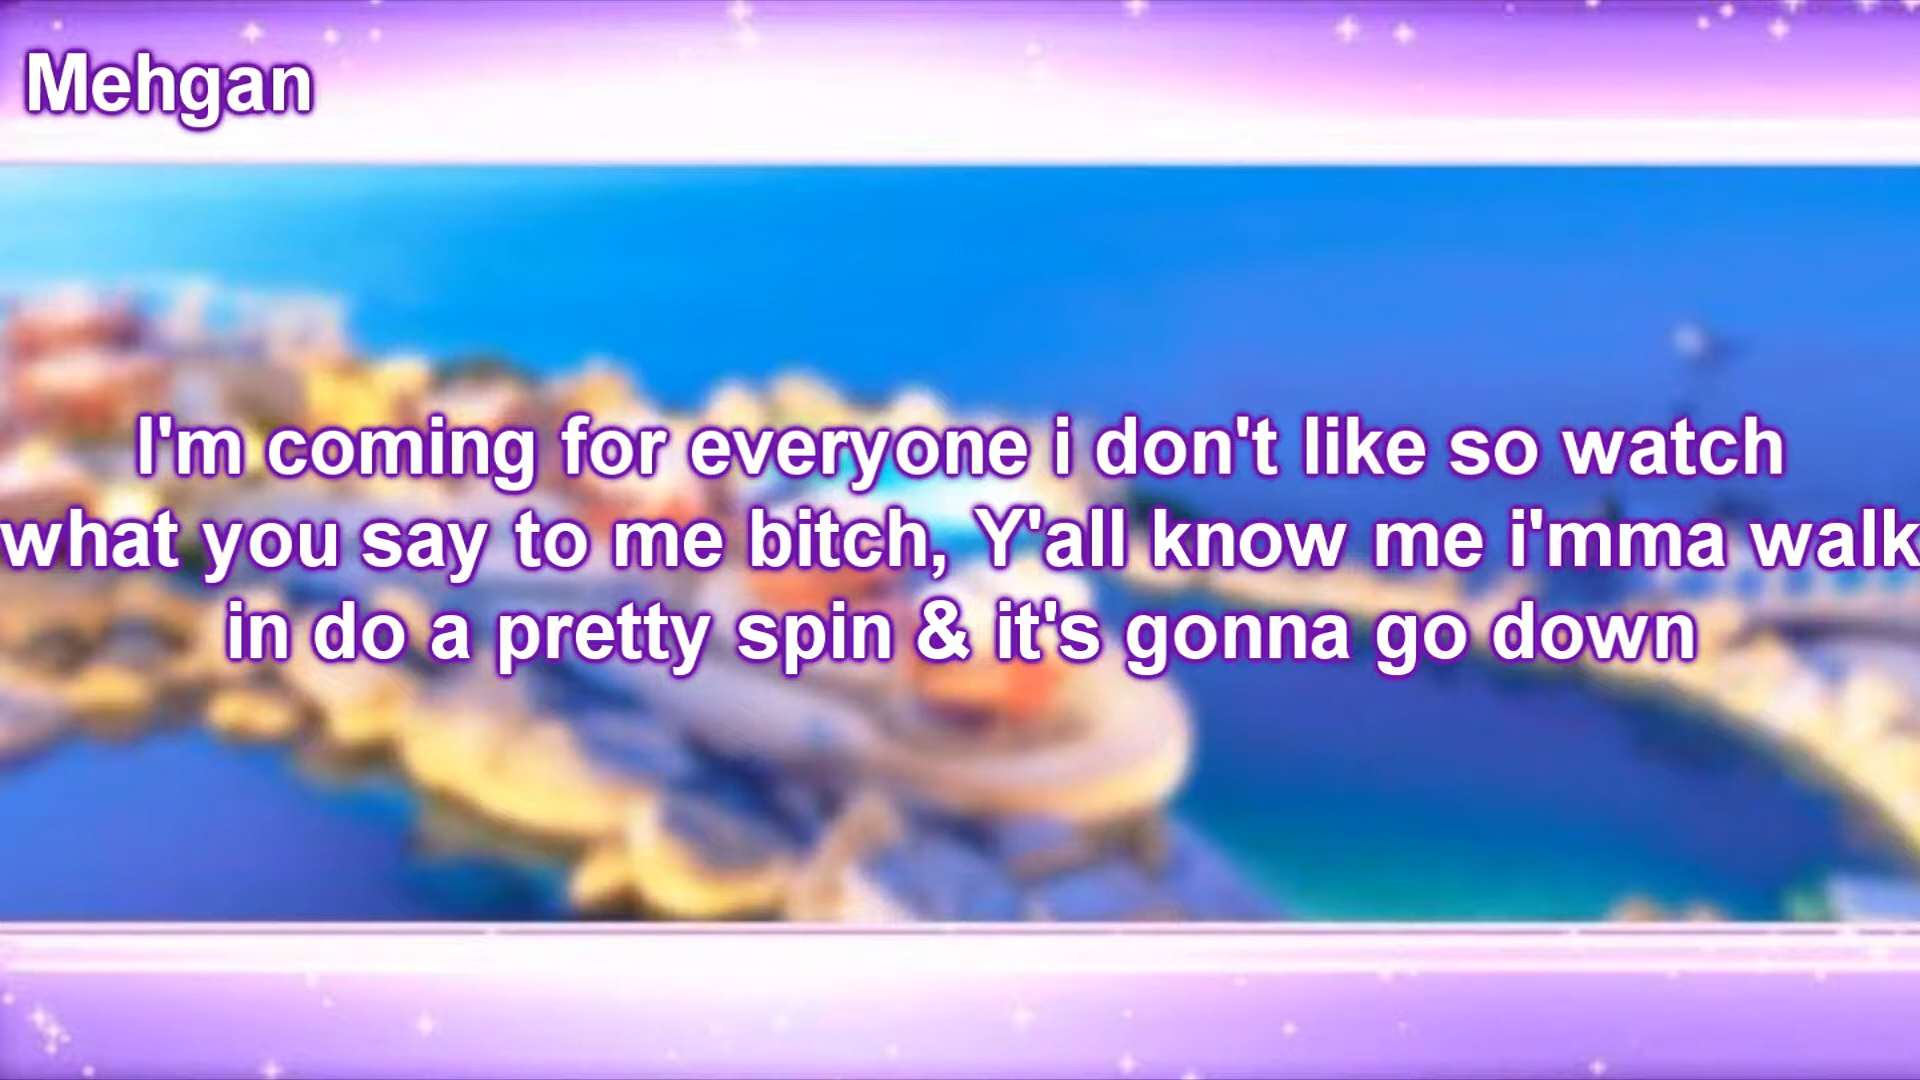 Mehgan
I'm coming for everyone i don't like so watch
what you say to me bitch, Y'all know me i'mma walk
in do a pretty spin & it's gonna go down